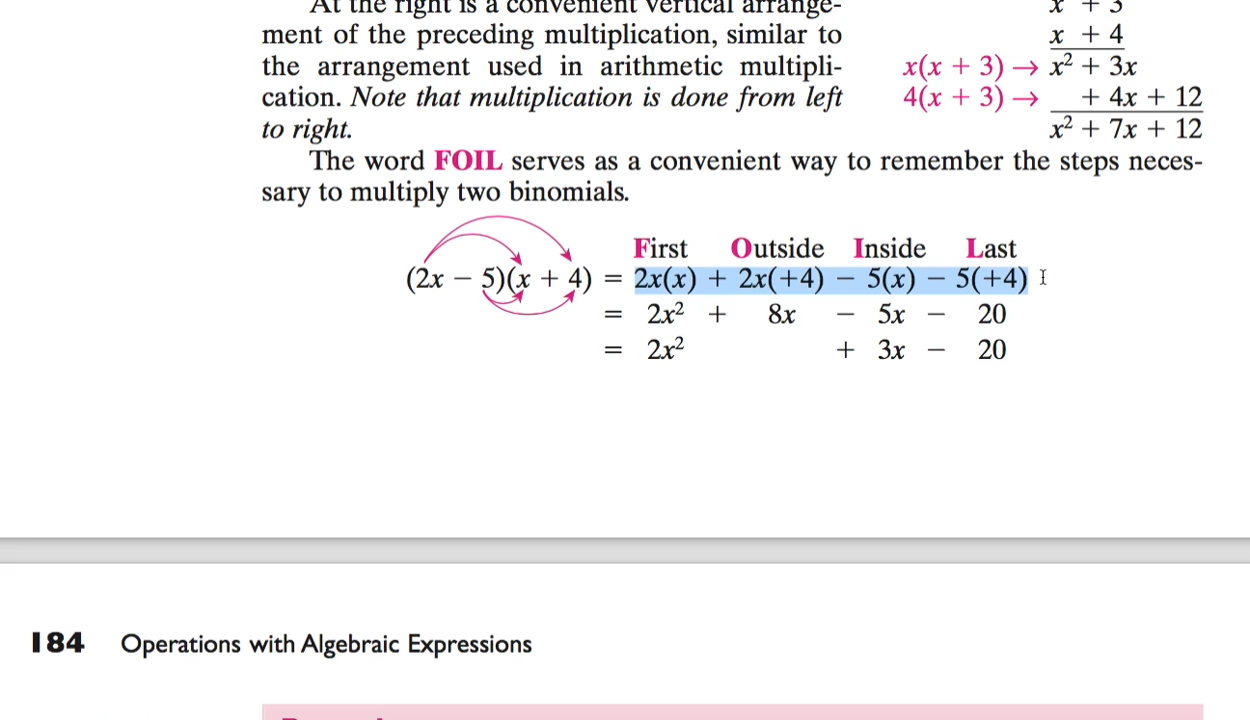 At the right is a convenient vertical arrange-
ment of the preceding multiplication, similar to
the arrangement used in arithmetic multipli-
cation. Note that multiplication is done from left
to right.
x + 3
x + 4
x(x + 3) → x² + 3x
4(x + 3) → + 4x + 12
x² + 7x + 12
The word FOIL serves as a convenient way to remember the steps neces-
sary to multiply two binomials.
First Outside Inside Last
(2x − 5)(x + 4) = 2x(x) + 2x(+4) − 5(x) − 5(+4)
= 2x² + 8x − 5x − 20
= 2x² + 3x − 20
184 Operations with Algebraic Expressions